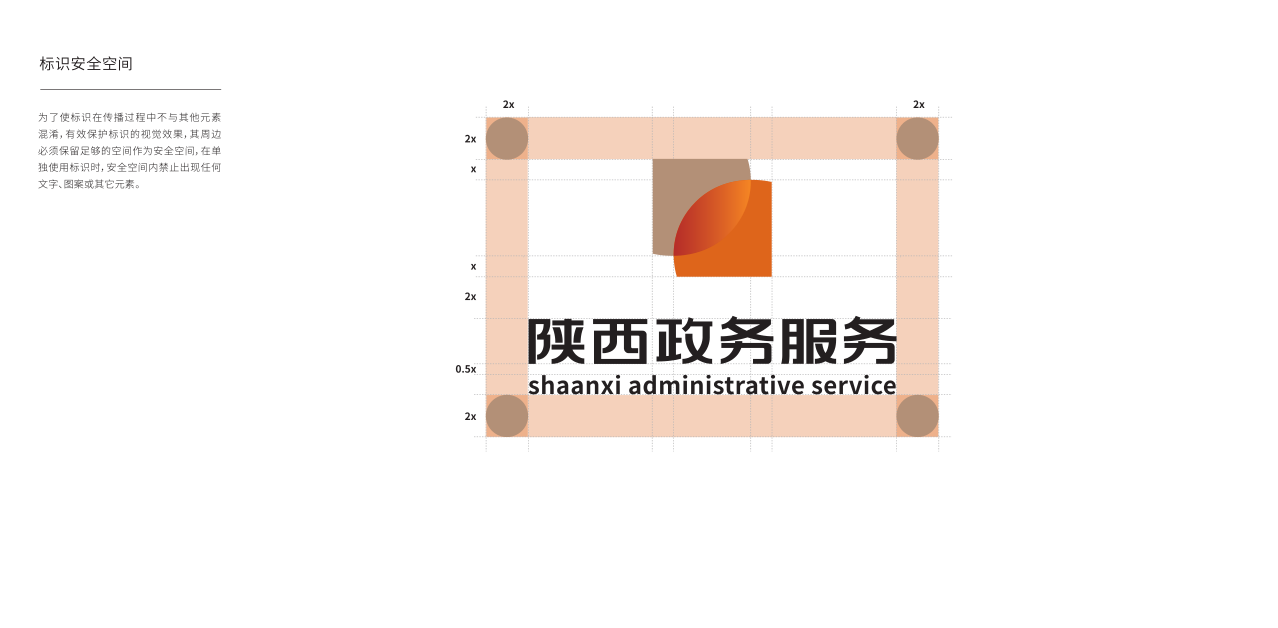 标识安全空间
为了使标识在传播过程中不与其他元素
混淆,有效保护标识的视觉效果,其周边
必须保留足够的空间作为安全空间,在单
独使用标识时,安全空间内禁止出现任何
文字、图案或其它元素。
2x
2x
2x
x
x
2x
陕西政务服务
0.5x
shaanxi administrative service
2x